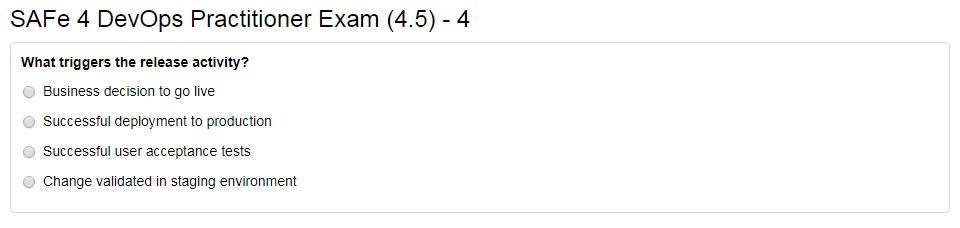 SAFe 4 DevOps Practitioner Exam (4.5) - 4
What triggers the release activity?
Business decision to go live
Successful deployment to production
Successful user acceptance tests
Change validated in staging environment